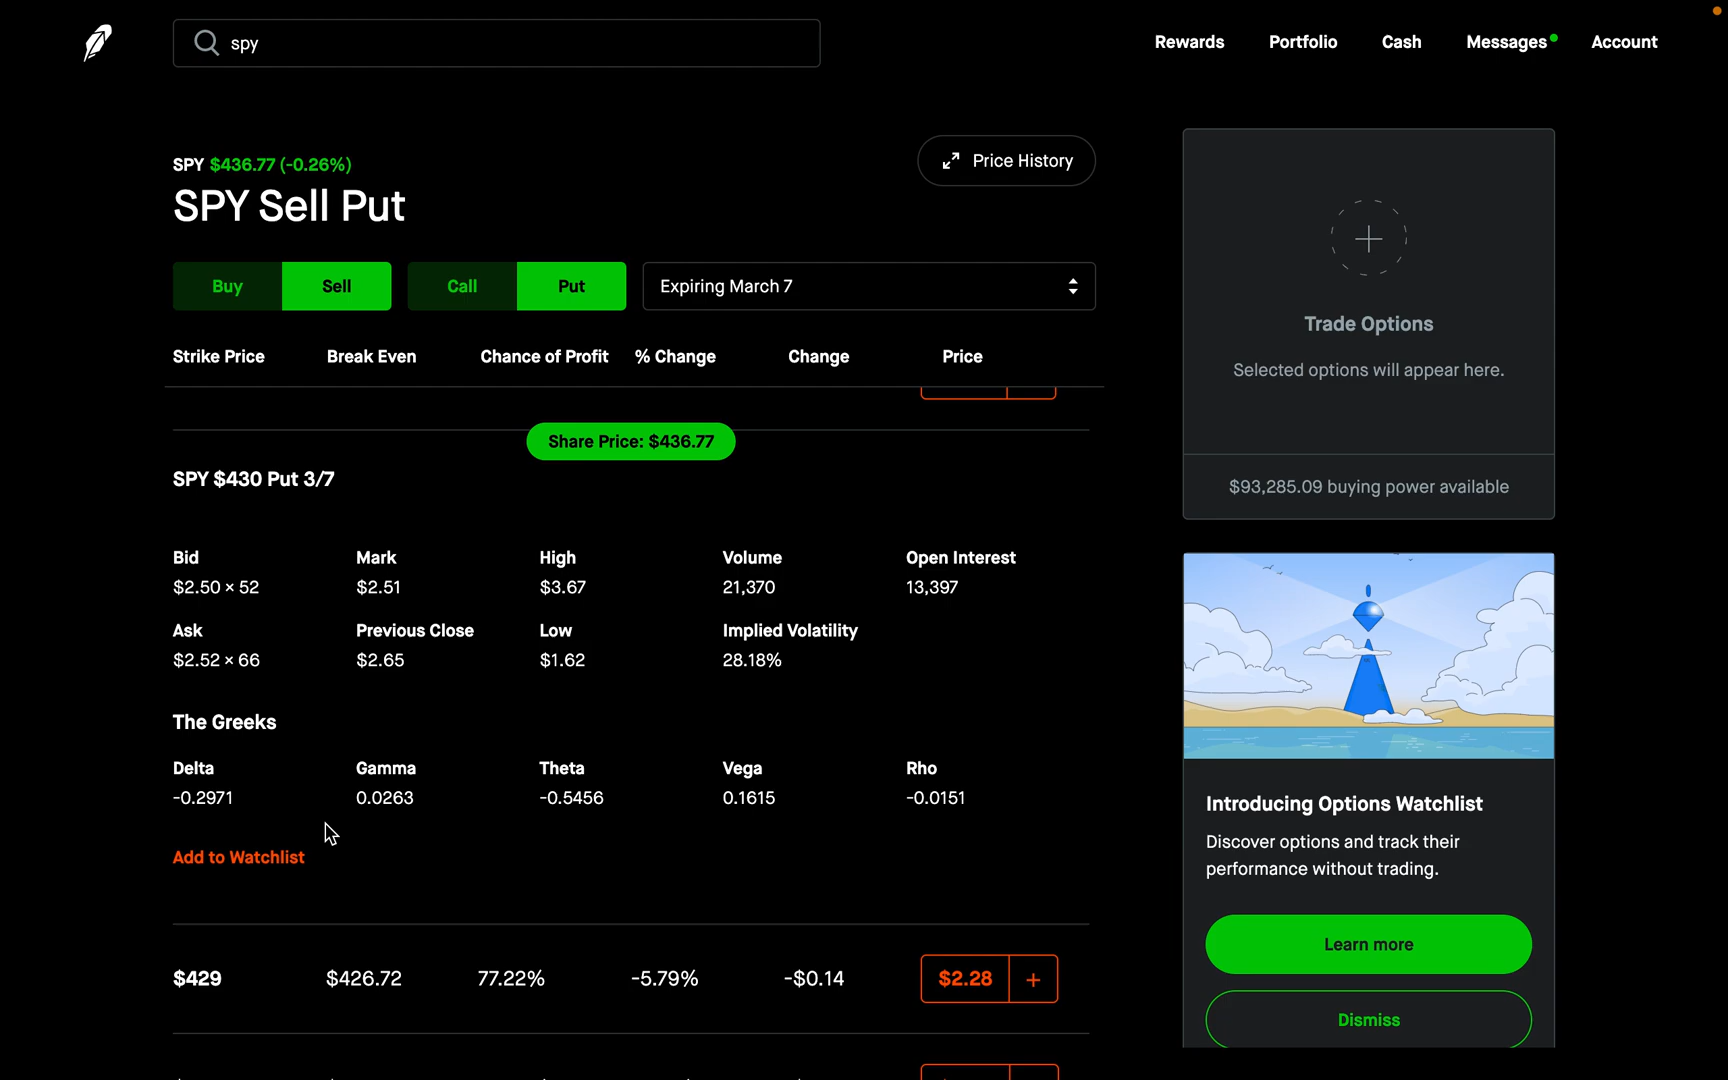 spy
Rewards
Portfolio
Cash
Messages
Account
SPY $436.77 (-0.26%)
SPY Sell Put
Price History
Buy
Sell
Call
Put
Expiring March 7
Strike Price
Break Even
Chance of Profit
% Change
Change
Price
Share Price: $436.77
SPY $430 Put 3/7
Bid
Mark
High
Volume
Open Interest
$2.50 × 52
$2.51
$3.67
21,370
13,397
Ask
Previous Close
Low
Implied Volatility
$2.52 × 66
$2.65
$1.62
28.18%
The Greeks
Delta
Gamma
Theta
Vega
Rho
-0.2971
0.0263
-0.5456
0.1615
-0.0151
Add to Watchlist
$429
$426.72
77.22%
-5.79%
-$0.14
$2.28
+
Trade Options
Selected options will appear here.
$93,285.09 buying power available
Introducing Options Watchlist
Discover options and track their
performance without trading.
Learn more
Dismiss